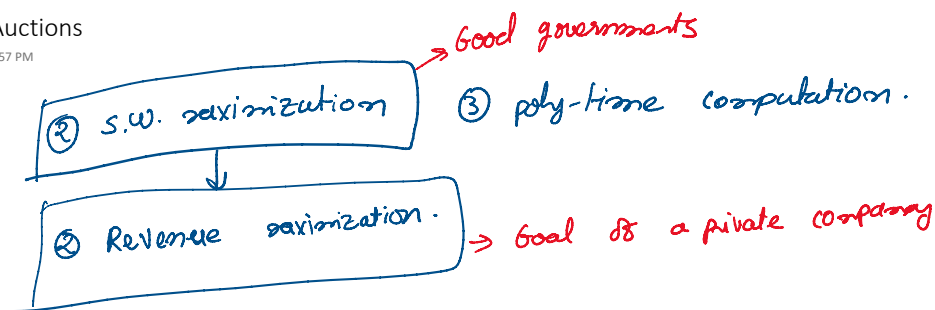 Auctions
57 PM
Good governments
② S.W. maximization
③ poly-time computation.
② Revenue maximization.
Goal of a private company